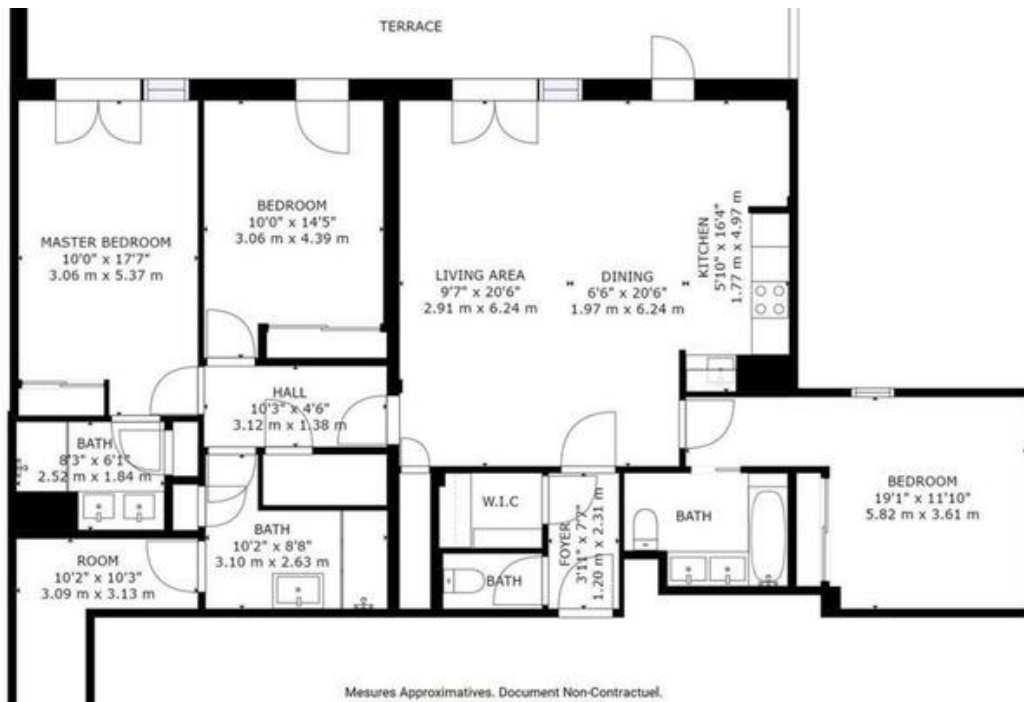 TERRACE
MASTER BEDROOM
10'0" x 17'7"
3.06 m x 5.37 m
BEDROOM
10'0" x 14'5"
3.06 m x 4.39 m
LIVING AREA
9'7" x 20'6"
2.91 m x 6.24 m
DINING
6'6" x 20'6"
1.97 m x 6.24 m
KITCHEN
5'10" x 16'4"
1.77 m x 4.97 m
HALL
10'3" x 4'6"
3.12 m x 1.38 m
BATH
8'3" x 6'1"
2.52 m x 1.84 m
W.I.C
FOYER
3'11" x 7'7"
1.20 m x 2.31 m
BATH
BEDROOM
19'1" x 11'10"
5.82 m x 3.61 m
BATH
10'2" x 8'8"
3.10 m x 2.63 m
ROOM
10'2" x 10'3"
3.09 m x 3.13 m
BATH
Mesures Approximatives. Document Non-Contractuel.